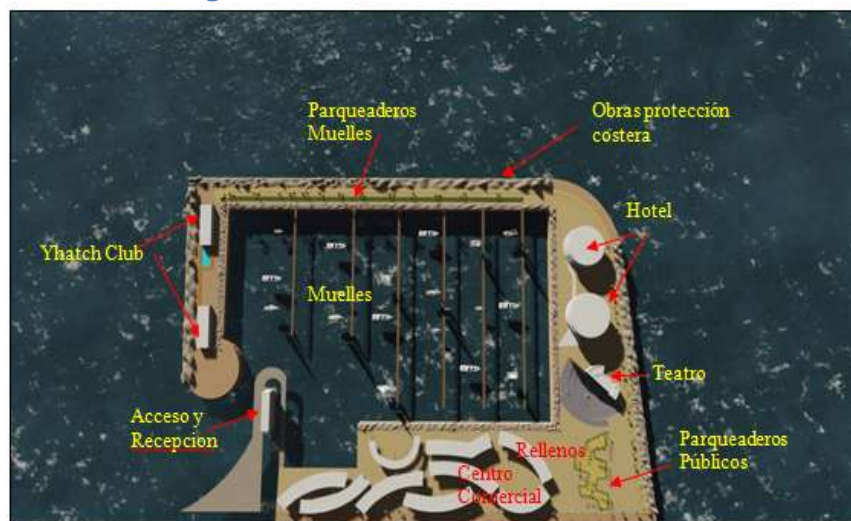 Parqueaderos
Muelles
Obras protección
costera
Hotel
Yhatch Club
Muelles
Teatro
Acceso y
Recepcion
Rellenos
Centro
Comercial
Parqueaderos
Públicos